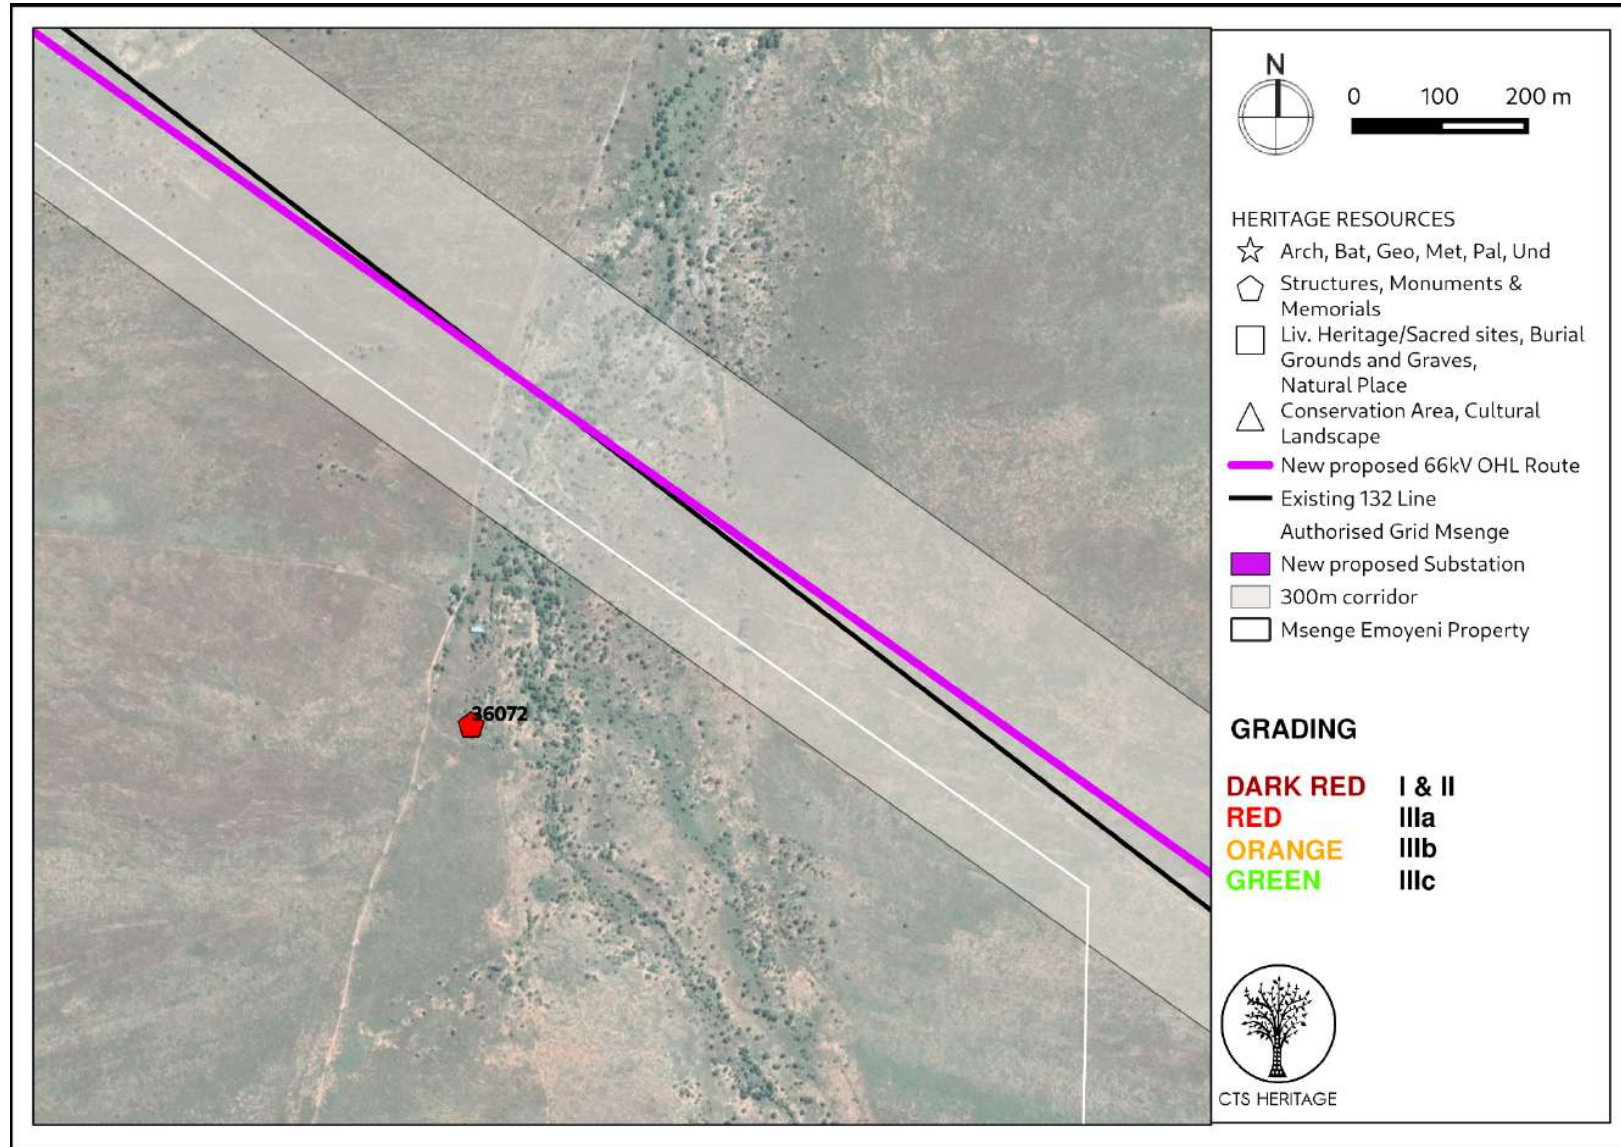 36072
N
0 100 200 m
HERITAGE RESOURCES
Arch, Bat, Geo, Met, Pal, Und
Structures, Monuments &
Memorials
Liv. Heritage/Sacred sites, Burial
Grounds and Graves,
Natural Place
Conservation Area, Cultural
Landscape
New proposed 66kV OHL Route
Existing 132 Line
Authorised Grid Msenge
New proposed Substation
300m corridor
Msenge Emoyeni Property
GRADING
DARK RED I & II
RED IIIa
ORANGE IIIb
GREEN IIIc
CTS HERITAGE